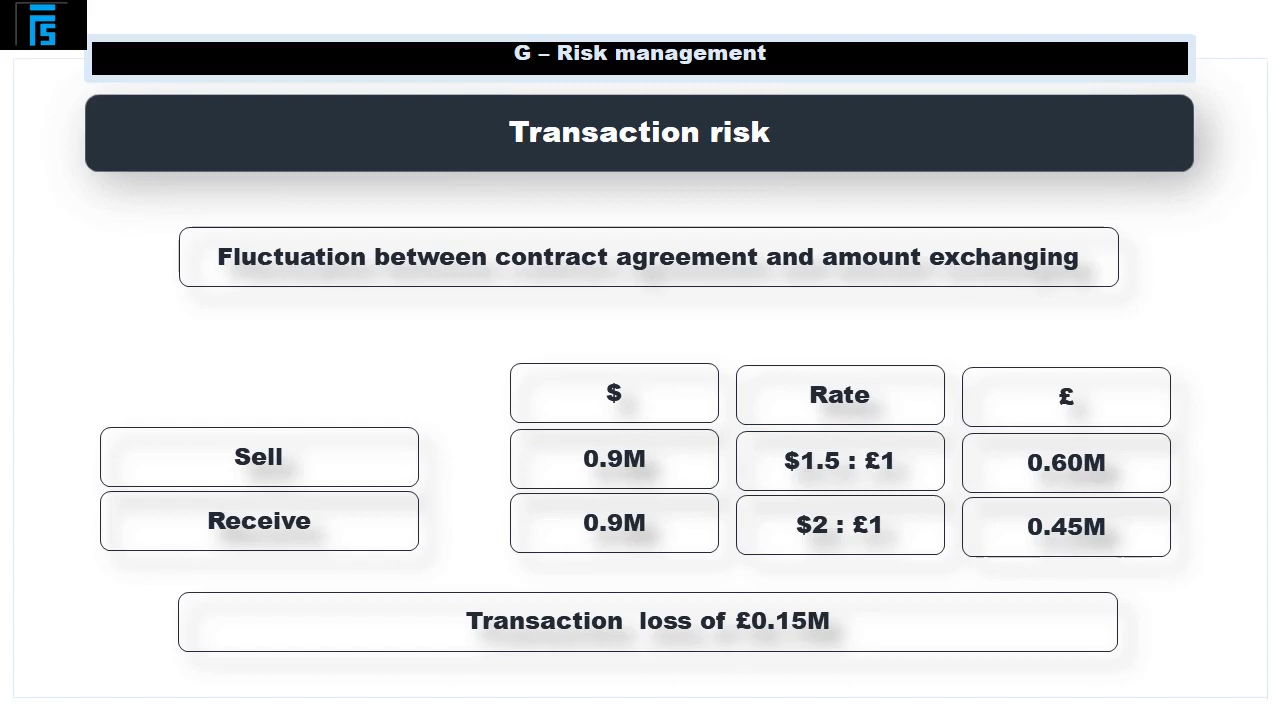 FFS
G – Risk management
Transaction risk
Fluctuation between contract agreement and amount exchanging
$ Rate £
Sell 0.9M $1.5 : £1 0.60M
Receive 0.9M $2 : £1 0.45M
Transaction loss of £0.15M